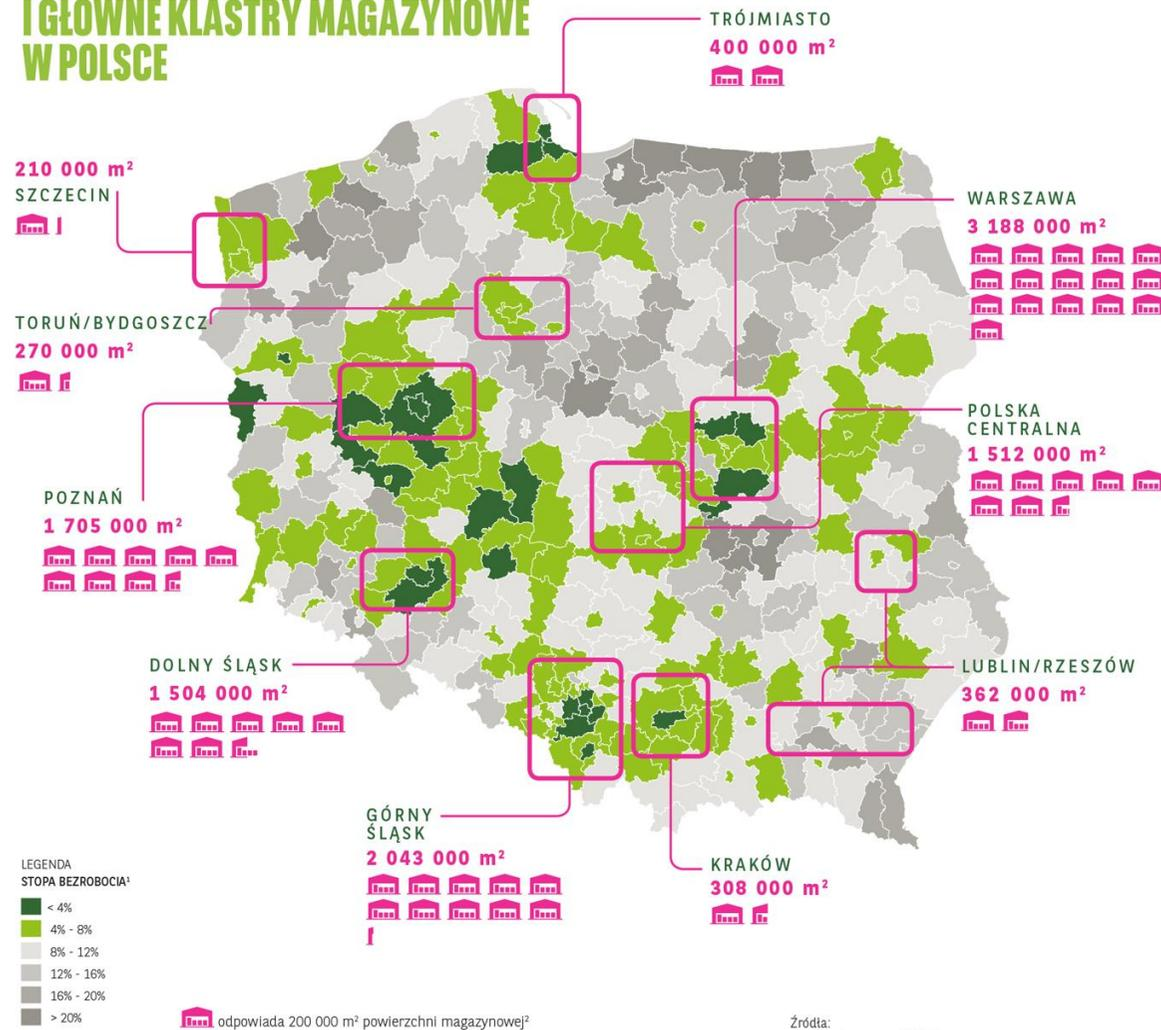 I GŁÓWNE KLASTRY MAGAZYNOWE
W POLSCE
TRÓJMIASTO
400 000 m²
210 000 m²
SZCZECIN
WARSZAWA
3 188 000 m²
TORUŃ/BYDGOSZCZ
270 000 m²
POLSKA
CENTRALNA
1 512 000 m²
POZNAŃ
1 705 000 m²
DOLNY ŚLĄSK
1 504 000 m²
LUBLIN/RZESZÓW
362 000 m²
GÓRNY
ŚLĄSK
2 043 000 m²
KRAKÓW
308 000 m²
LEGENDA
STOPA BEZROBOCIA¹
< 4%
4% - 8%
8% - 12%
12% - 16%
16% - 20%
> 20%
odpowiada 200 000 m² powierzchni magazynowej²
Źródła: